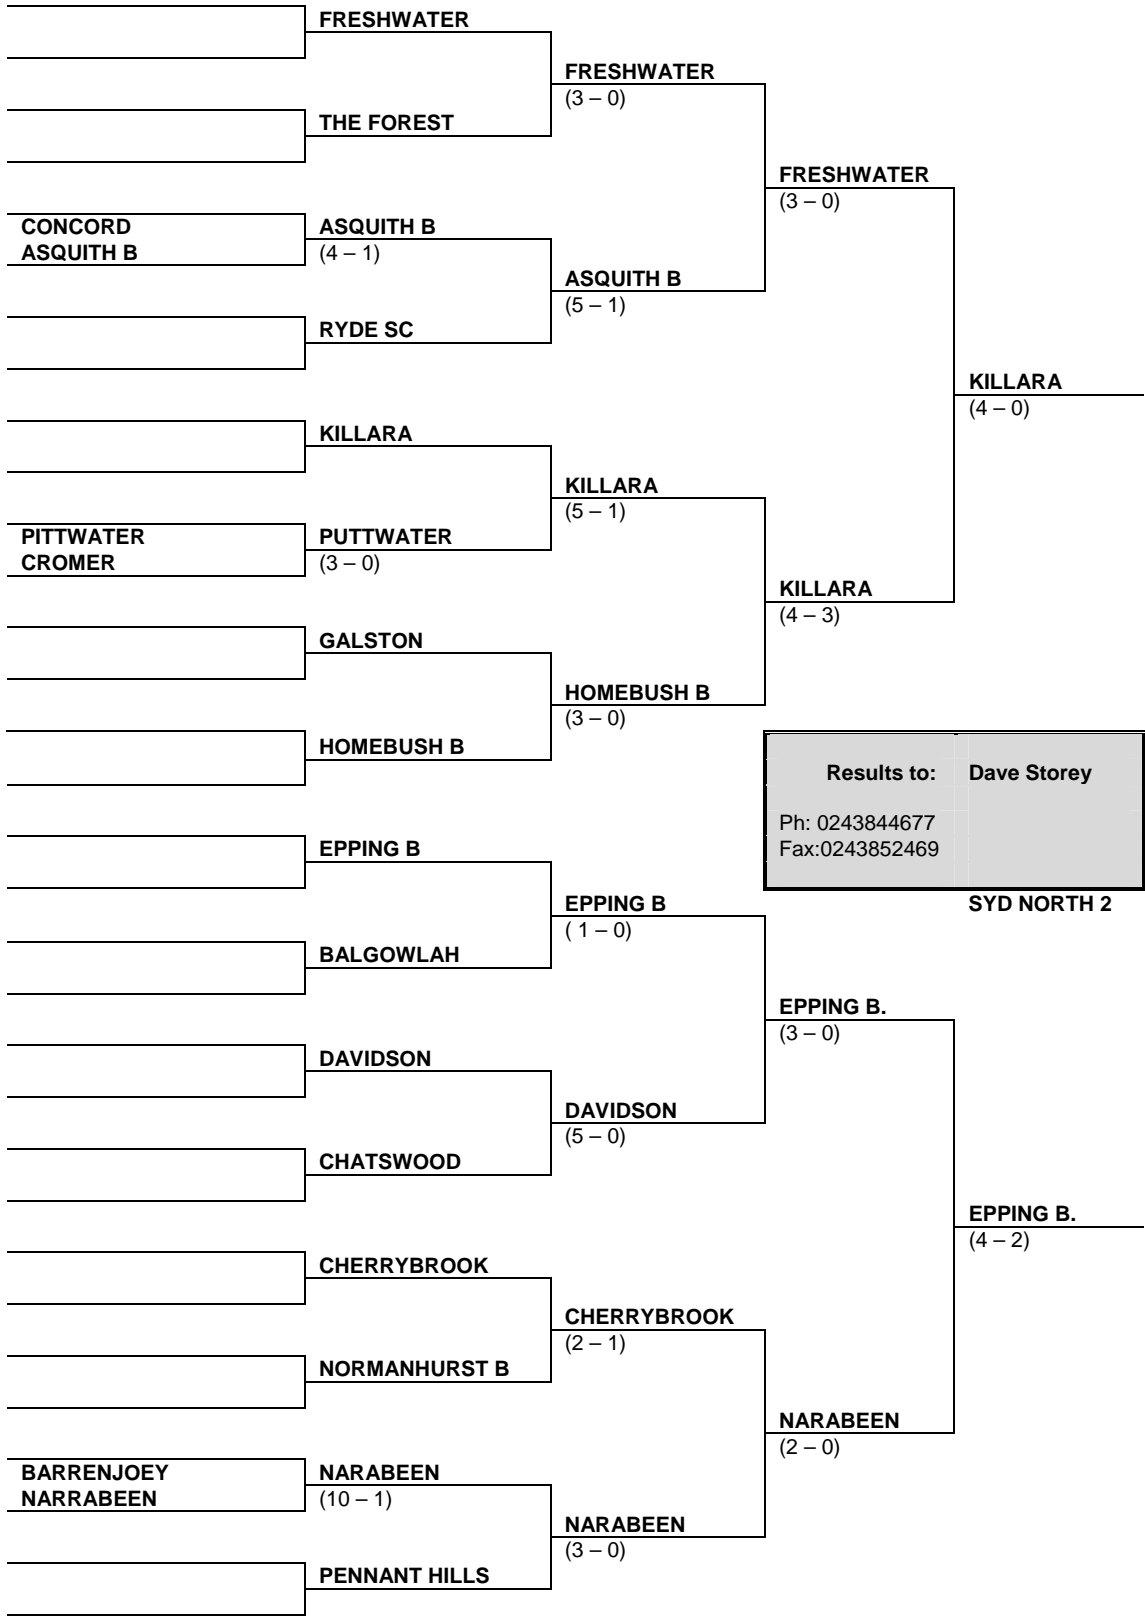 FRESHWATER
FRESHWATER
(3 – 0)
THE FOREST
FRESHWATER
(3 – 0)
CONCORD
ASQUITH B
ASQUITH B
(4 – 1)
ASQUITH B
(5 – 1)
RYDE SC
KILLARA
(4 – 0)
KILLARA
KILLARA
(5 – 1)
PITTWATER
CROMER
PUTTWATER
(3 – 0)
KILLARA
(4 – 3)
GALSTON
HOMEBUSH B
(3 – 0)
HOMEBUSH B
Results to: Dave Storey
Ph: 0243844677
Fax:0243852469
EPPING B
EPPING B
( 1 – 0)
SYD NORTH 2
BALGOWLAH
EPPING B.
(3 – 0)
DAVIDSON
DAVIDSON
(5 – 0)
CHATSWOOD
EPPING B.
(4 – 2)
CHERRYBROOK
CHERRYBROOK
(2 – 1)
NORMANHURST B
NARABEEN
(2 – 0)
BARRENJOEY
NARRABEEN
NARABEEN
(10 – 1)
NARABEEN
(3 – 0)
PENNANT HILLS